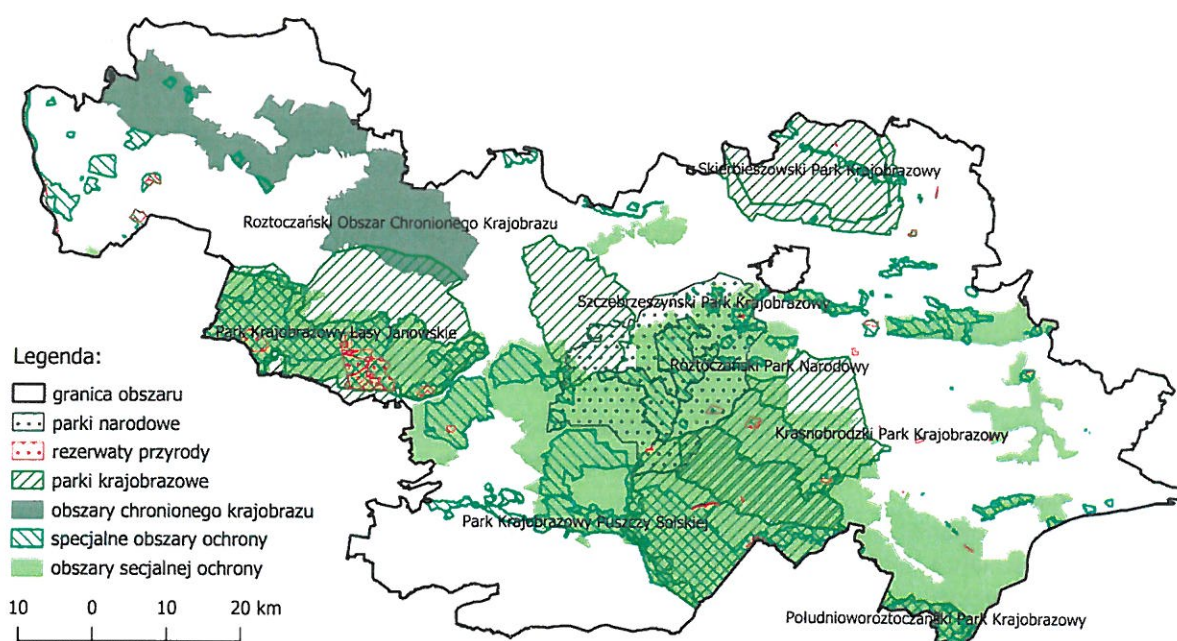 Skierbieszowski Park Krajobrazowy
Roztoczański Obszar Chronionego Krajobrazu
Szczebrzeszyński Park Krajobrazowy
Park Krajobrazowy Lasy Janowskie
Roztoczański Park Narodowy
Krasnobrodzki Park Krajobrazowy
Park Krajobrazowy Puszczy Solskiej
Południoworoztoczański Park Krajobrazowy
Legenda:
granica obszaru
parki narodowe
rezerwaty przyrody
parki krajobrazowe
obszary chronionego krajobrazu
specjalne obszary ochrony
obszary secjalnej ochrony
10 0 10 20 km